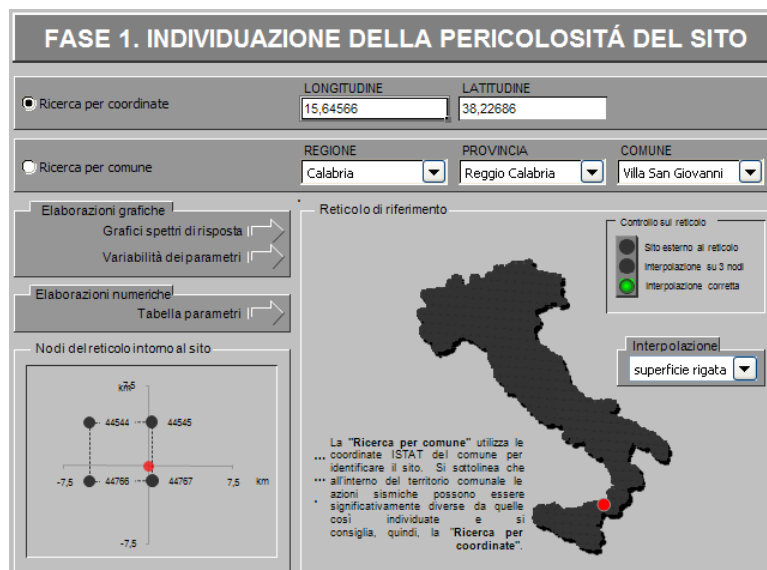 FASE 1. INDIVIDUAZIONE DELLA PERICOLOSITÁ DEL SITO
LONGITUDINE LATITUDINE
Ricerca per coordinate 15,64566 38,22686
REGIONE PROVINCIA COMUNE
Ricerca per comune Calabria Reggio Calabria Villa San Giovanni
Elaborazioni grafiche
Grafici spettri di risposta
Variabilità dei parametri
Elaborazioni numeriche
Tabella parametri
Nodi del reticolo intorno al sito
km 7,5
44544 44545
-7,5 44766 44767 7,5 km
-7,5
Reticolo di riferimento
Controllo sul reticolo
Sito esterno al reticolo
Interpolazione su 3 nodi
Interpolazione corretta
Interpolazione
superficie rigata
La "Ricerca per comune" utilizza le
... coordinate ISTAT del comune per
identificare il sito. Si sottolinea che
... all'interno del territorio comunale le
azioni sismiche possono essere
significativamente diverse da quelle
così individuate e si
consiglia, quindi, la "Ricerca per
coordinate".